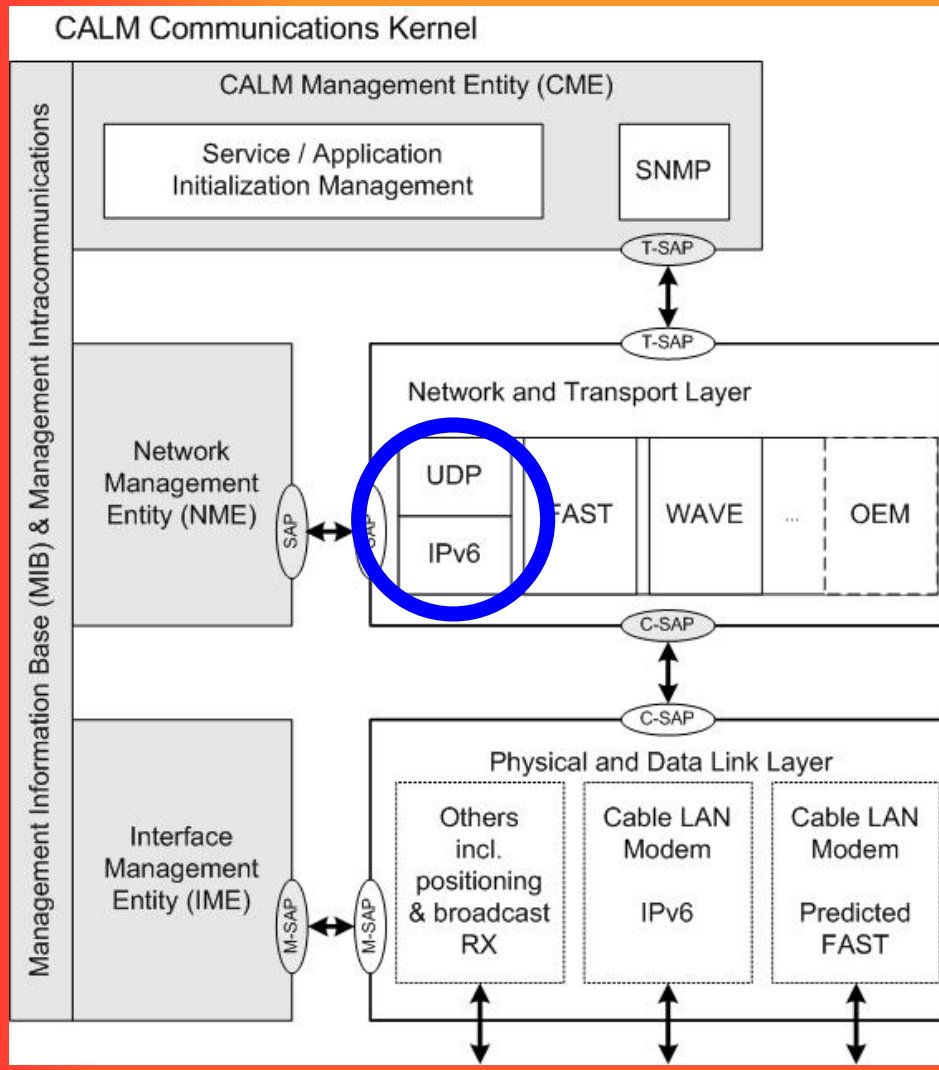 CALM Communications Kernel
Management Information Base (MIB) & Management Intracommunications
CALM Management Entity (CME)
Service / Application
Initialization Management
SNMP
T-SAP
T-SAP
Network
Management
Entity (NME)
SAP
SAP
Network and Transport Layer
UDP
IPv6
FAST
WAVE
...
OEM
C-SAP
C-SAP
Interface
Management
Entity (IME)
M-SAP
M-SAP
Physical and Data Link Layer
Others
incl.
positioning
& broadcast
RX
Cable LAN
Modem
IPv6
Cable LAN
Modem
Predicted
FAST